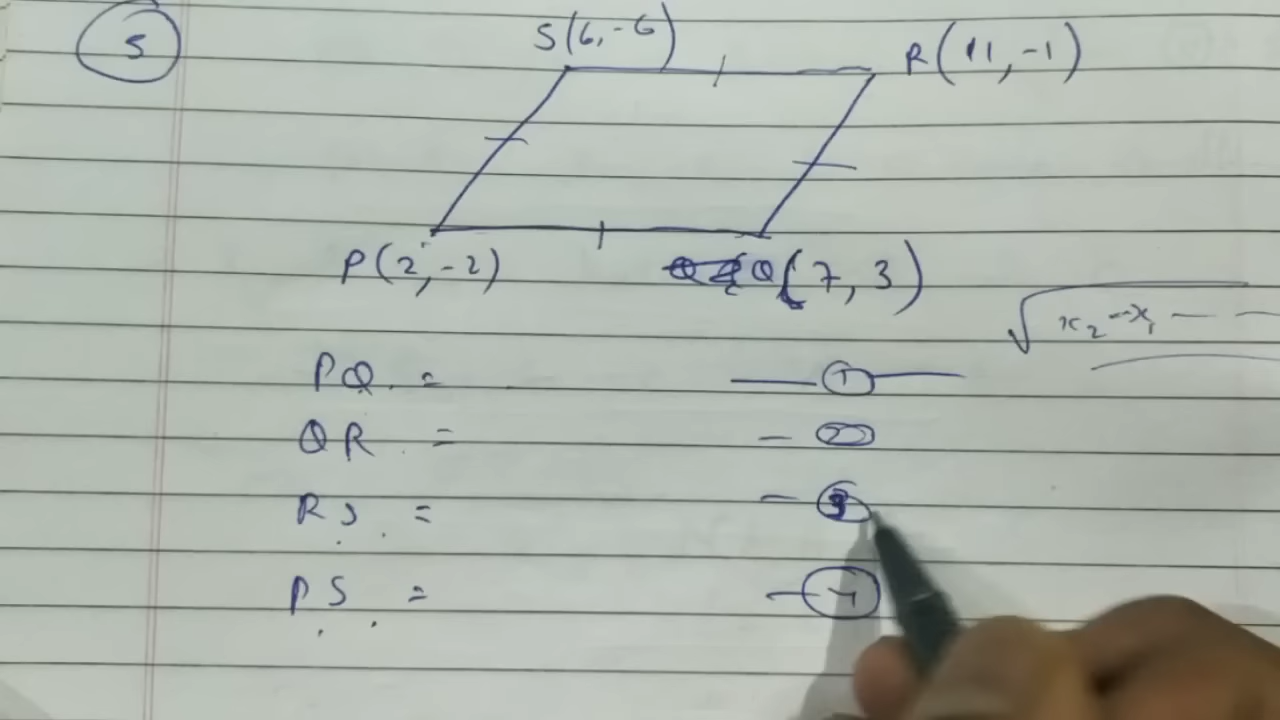 5
S(6,-6)
R(11,-1)
P(2,-2)
Q(7,3)
√x₂-x₁ - -
PQ = — 1 —
QR = - 2
RS = - 3
PS = - 4